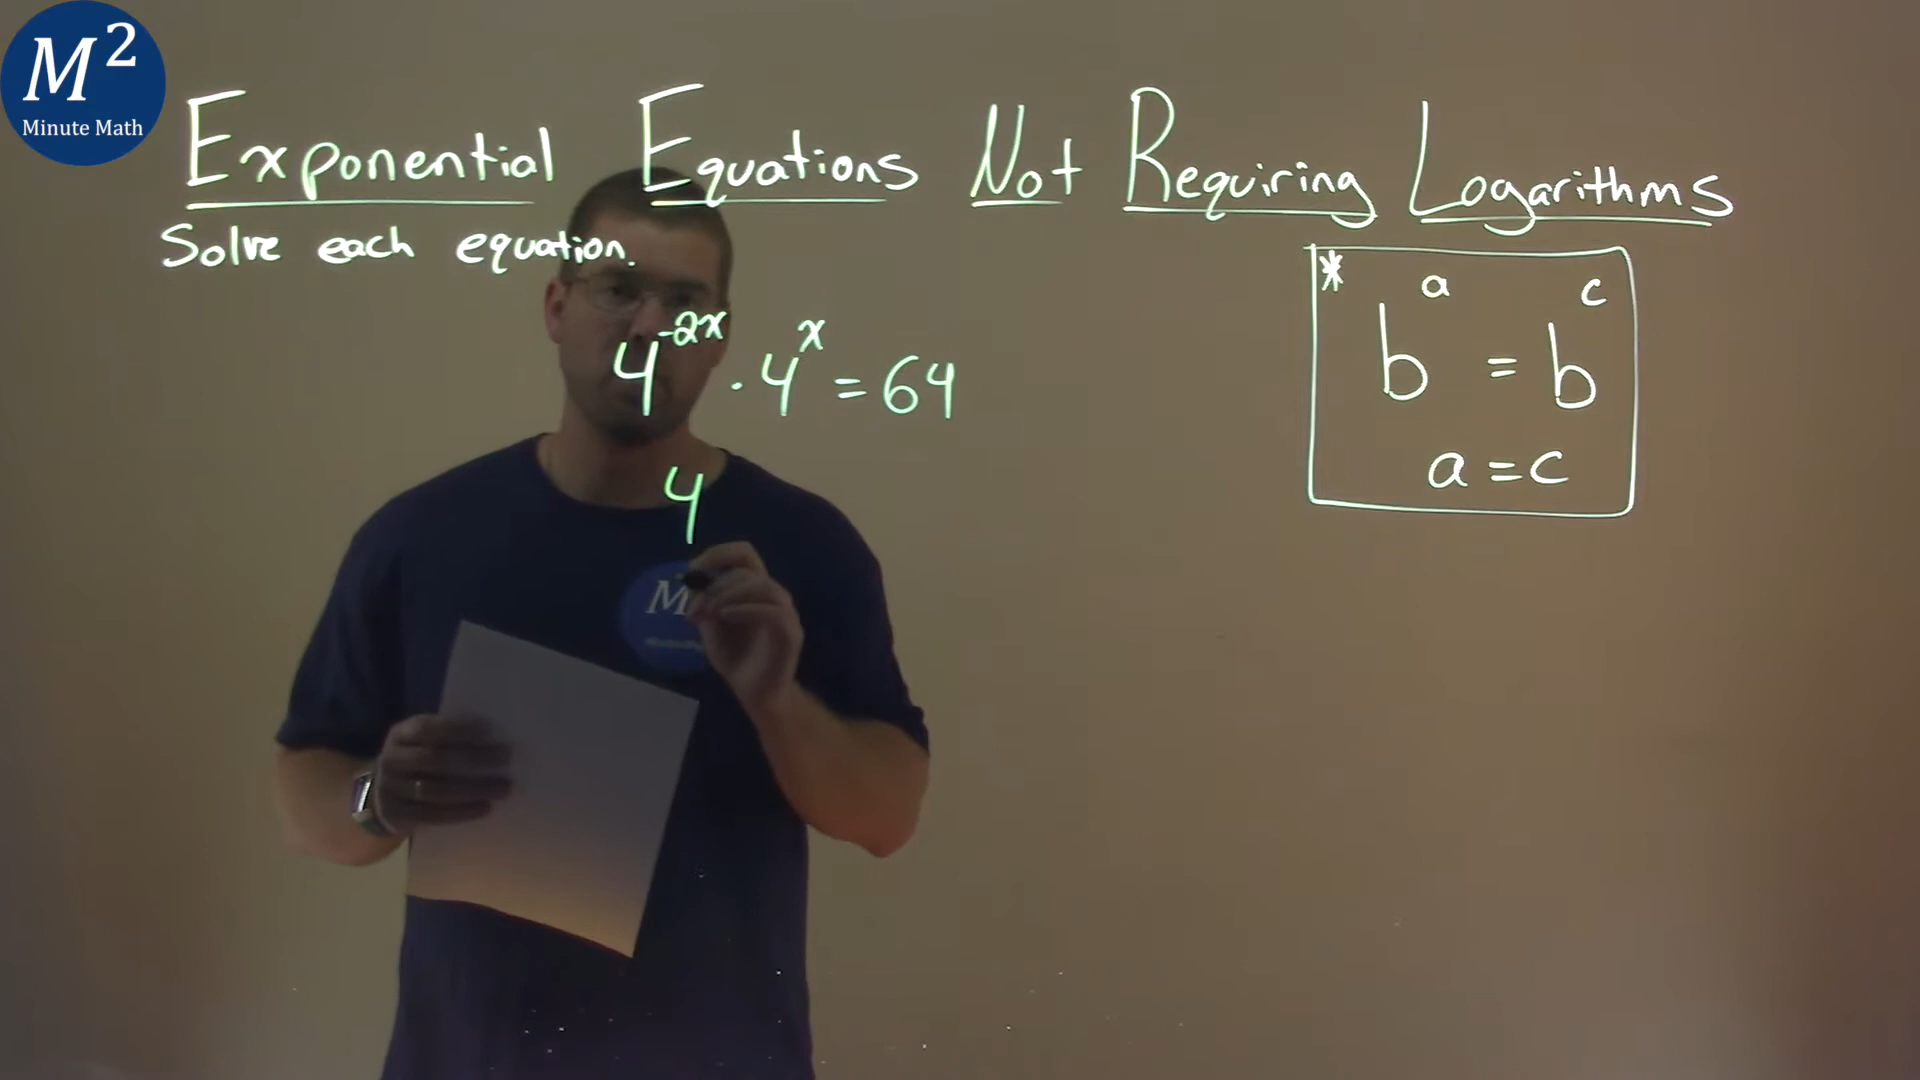 M²
Minute Math
Exponential Equations Not Requiring Logarithms
Solve each equation.
4^{-2x} · 4^{x} = 64
4
* b^{a} = b^{c}
a = c
M